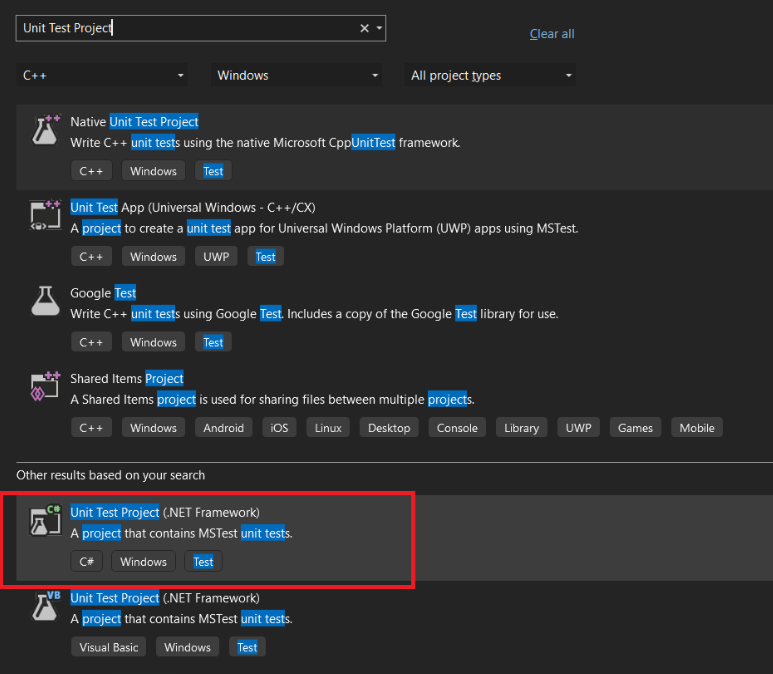 Unit Test Project
Clear all
C++ Windows All project types
Native Unit Test Project
Write C++ unit tests using the native Microsoft CppUnitTest framework.
C++ Windows Test
Unit Test App (Universal Windows - C++/CX)
A project to create a unit test app for Universal Windows Platform (UWP) apps using MSTest.
C++ Windows UWP Test
Google Test
Write C++ unit tests using Google Test. Includes a copy of the Google Test library for use.
C++ Windows Test
Shared Items Project
A Shared Items project is used for sharing files between multiple projects.
C++ Windows Android iOS Linux Desktop Console Library UWP Games Mobile
Other results based on your search
C#
Unit Test Project (.NET Framework)
A project that contains MSTest unit tests.
C# Windows Test
VB
Unit Test Project (.NET Framework)
A project that contains MSTest unit tests.
Visual Basic Windows Test